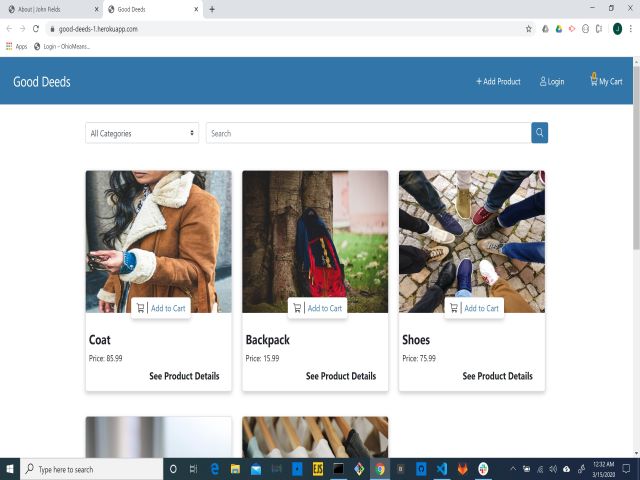 About | John Fields
Good Deeds
good-deeds-1.herokuapp.com
Apps
Login - OhioMeans...
Good Deeds
+ Add Product
Login
My Cart
All Categories
Search
Add to Cart
Add to Cart
Add to Cart
Coat
Backpack
Shoes
Price: 85.99
Price: 15.99
Price: 75.99
See Product Details
See Product Details
See Product Details
Type here to search
EJS
12:32 AM
3/15/2020